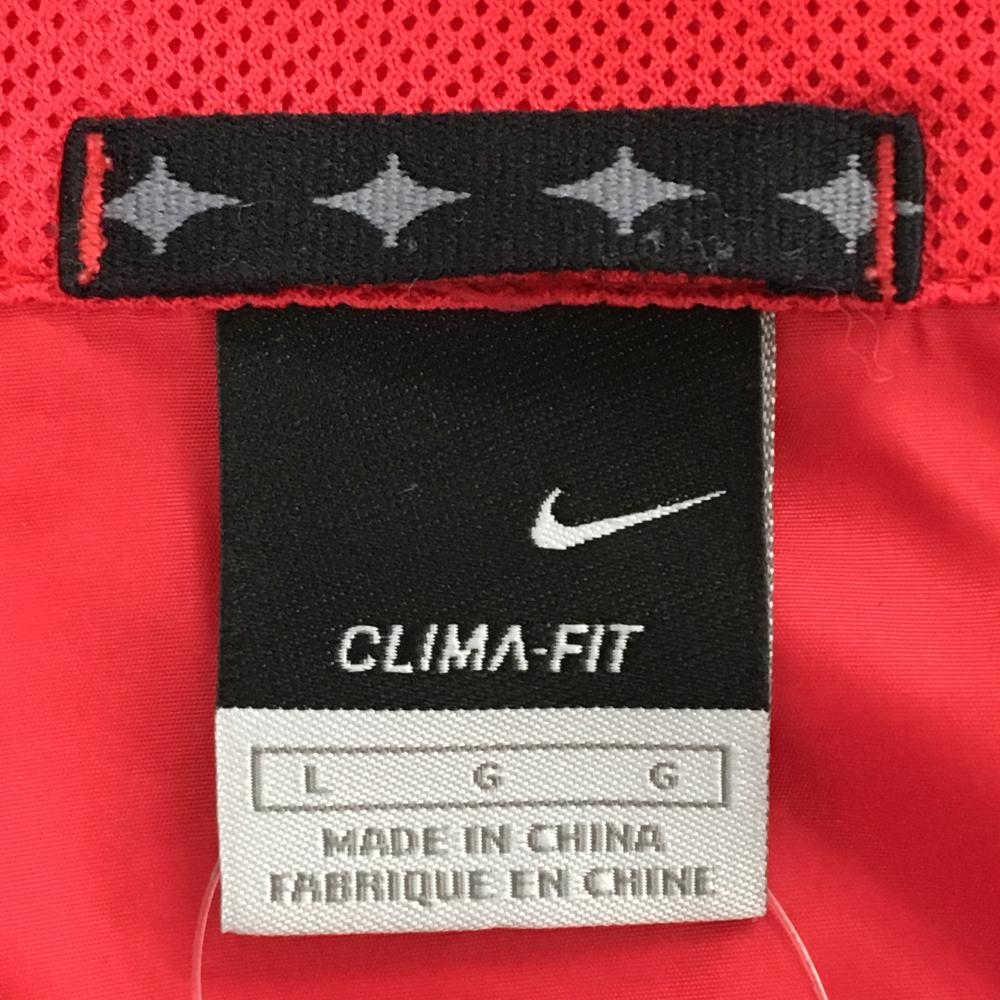 CLIMA-FIT
L G G
MADE IN CHINA
FABRIQUE EN CHINE